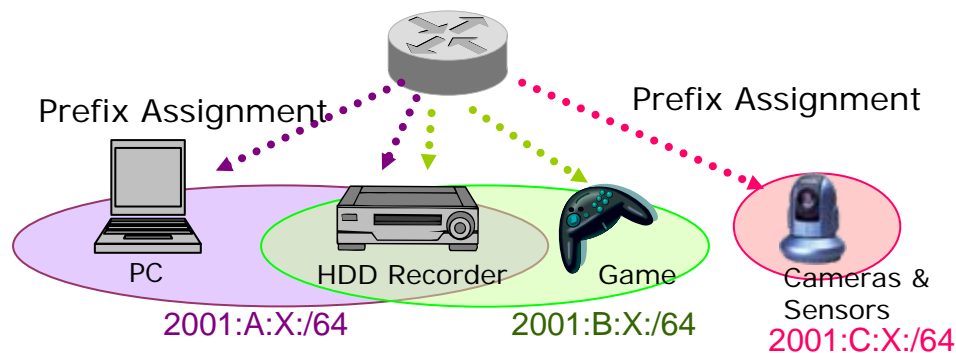 Prefix Assignment
Prefix Assignment
PC
HDD Recorder
Game
Cameras &
Sensors
2001:A:X:/64
2001:B:X:/64
2001:C:X:/64